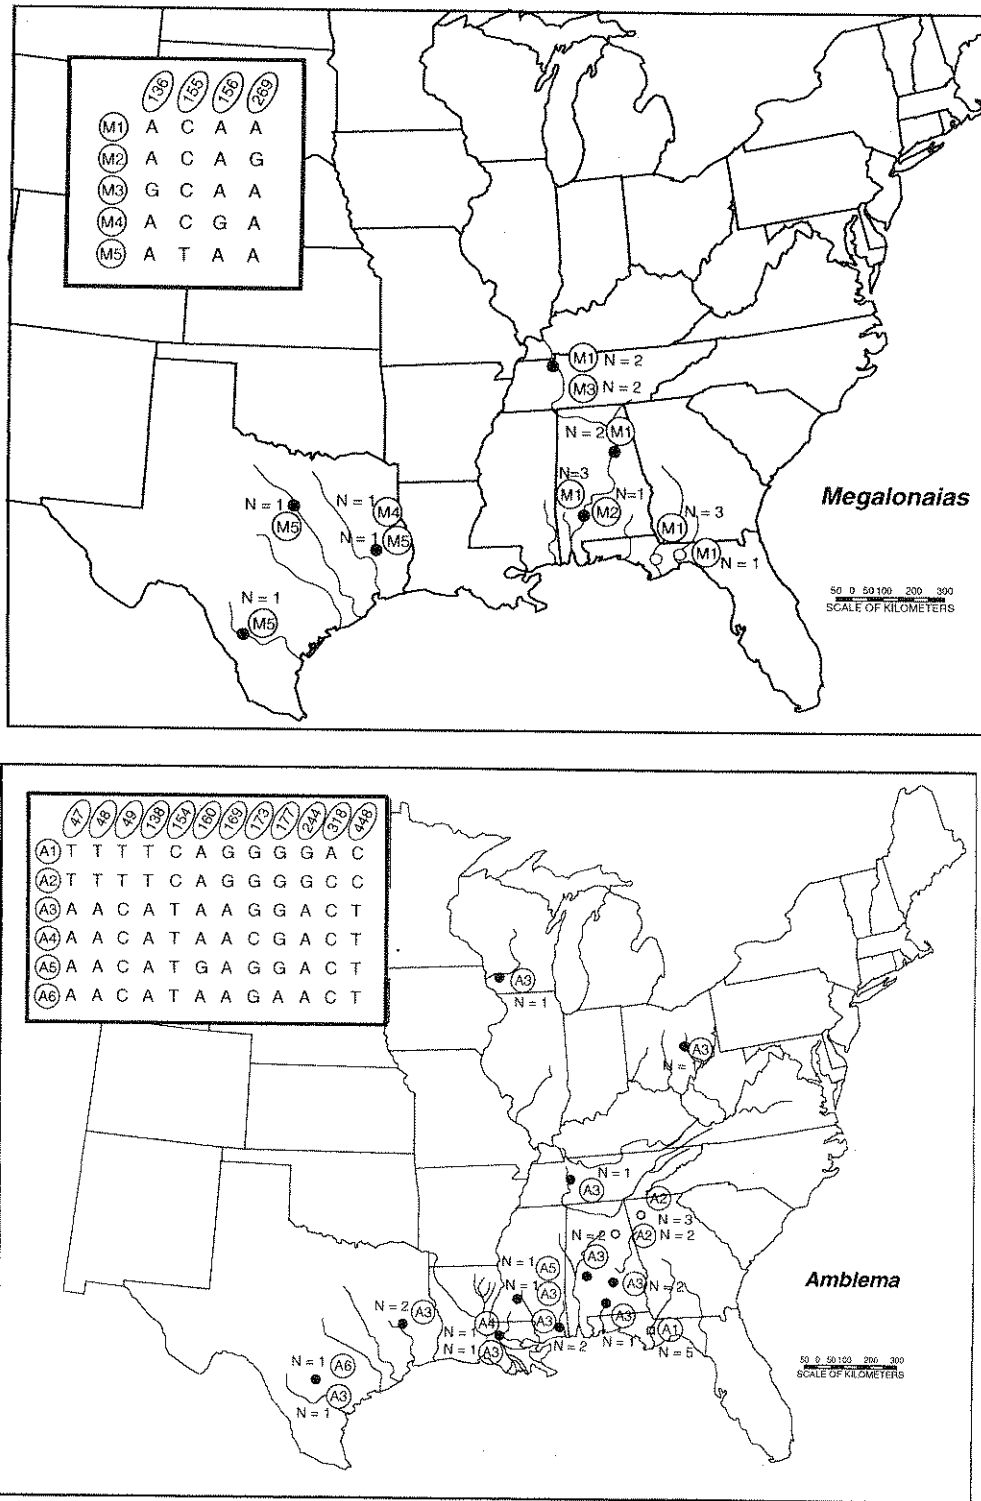 136 155 156 269
M1 A C A A
M2 A C A G
M3 G C A A
M4 A C G A
M5 A T A A
M1 N = 2
M3 N = 2
N = 2 M1
N=3
M1
N=1
M2
N = 3
M1
M1
N = 1
N = 1
M5
N = 1
M4
N = 1 M5
N = 1
M5
Megalonaias
50 0 50 100 200 300
SCALE OF KILOMETERS
47 48 49 138 154 160 169 173 177 244 318 448
A1 T T T T C A G G G G A C
A2 T T T T C A G G G G C C
A3 A A C A T A A G G A C T
A4 A A C A T A A C G A C T
A5 A A C A T G A G G A C T
A6 A A C A T A A G A A C T
A3
N = 1
A3
N =
N = 1
A3
A2
N = 3
N = 2 A2 N = 2
A3
N = 1 A5
N = 1 A3
A3 N = 2
A3
N = 1
A1
N = 5
A4
N = 1
N = 1 A3
A3
N = 2
N = 2 A3
N = 1 A6
A3
N = 1
Amblema
50 0 50 100 200 300
SCALE OF KILOMETERS